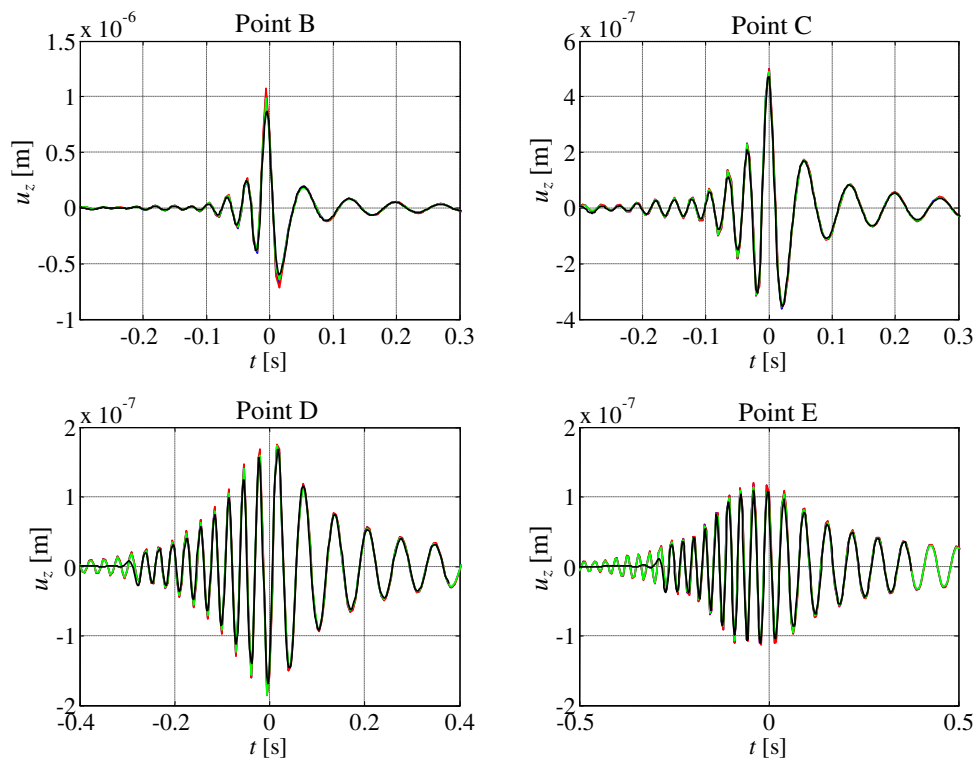 x 10^-6
Point B
1.5
1
0.5
0
-0.5
-1
u_z [m]
-0.2 -0.1 0 0.1 0.2 0.3
t [s]
x 10^-7
Point C
6
4
2
0
-2
-4
u_z [m]
-0.2 -0.1 0 0.1 0.2 0.3
t [s]
x 10^-7
Point D
2
1
0
-1
-2
u_z [m]
-0.4 -0.2 0 0.2 0.4
t [s]
x 10^-7
Point E
2
1
0
-1
-2
u_z [m]
-0.5 0 0.5
t [s]